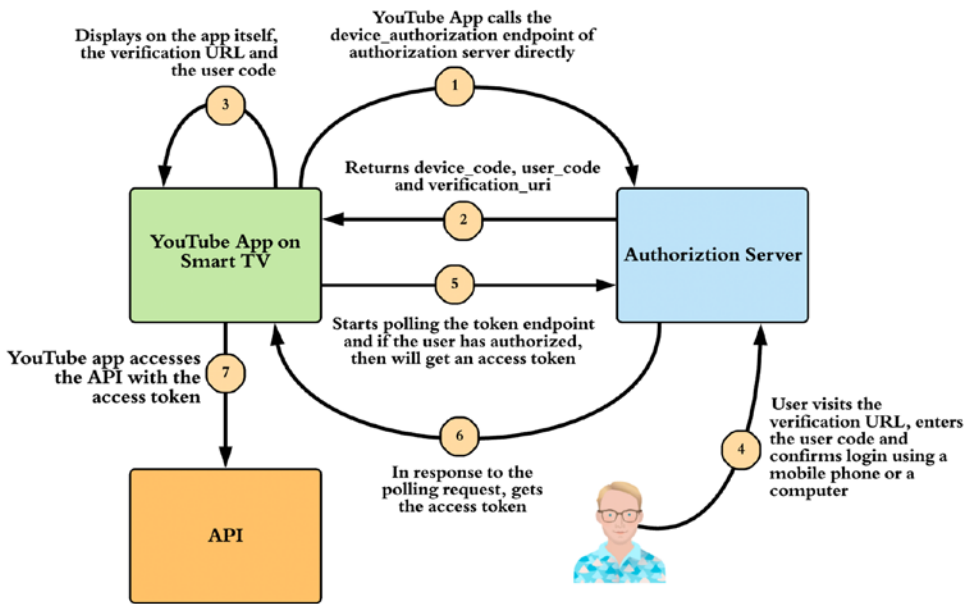 YouTube App calls the
device_authorization endpoint of
authorization server directly
1
Displays on the app itself,
the verification URL and
the user code
3
Returns device_code, user_code
and verification_uri
2
YouTube App on
Smart TV
Authoriztion Server
5
Starts polling the token endpoint
and if the user has authorized,
then will get an access token
YouTube app accesses
the API with the
access token
7
6
In response to the
polling request, gets
the access token
User visits the
verification URL, enters
the user code and
confirms login using a
mobile phone or a
computer
4
API